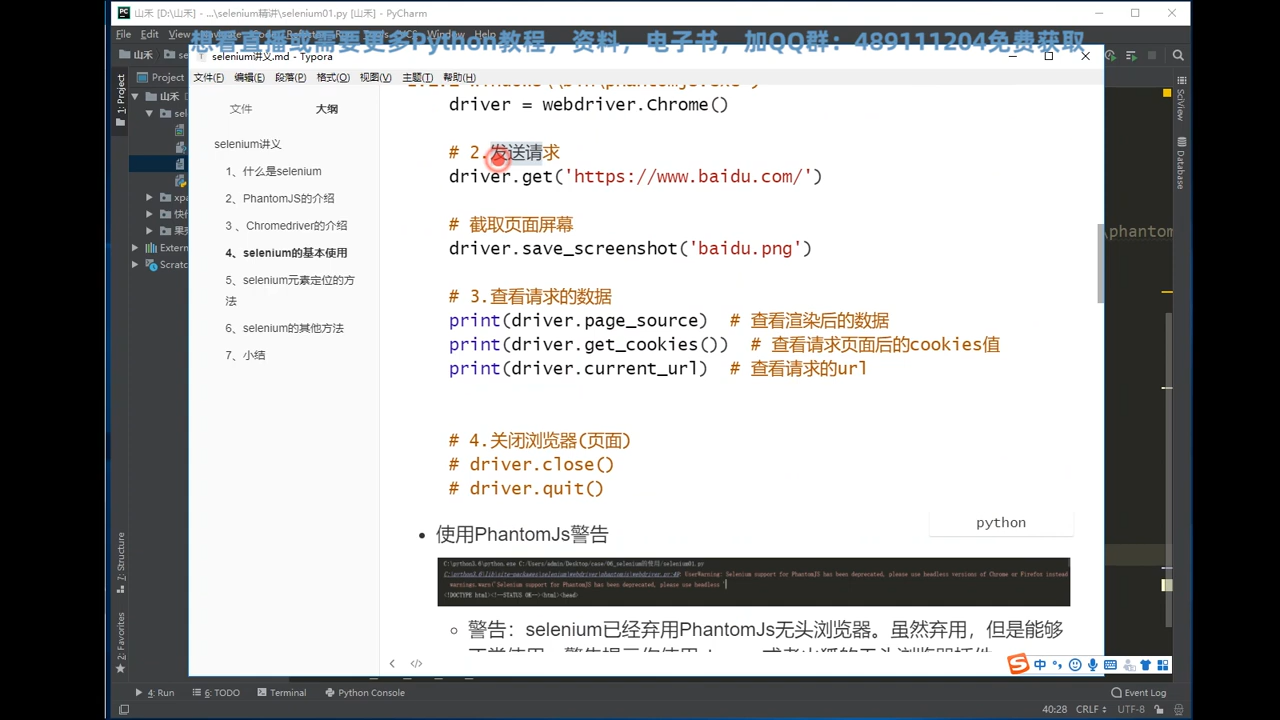 山禾 [D:\山禾] - ...\selenium精讲\selenium01.py [山禾] - PyCharm
File Edit View
Window Help
想看直播或需要更多Python教程，资料，电子书，加QQ群：489111204免费获取
山禾
selenium讲义.md - Typora
文件(F) 编辑(E) 段落(P) 格式(O) 视图(V) 主题(T) 帮助(H)
Project
1: Project
山禾
文件 大纲
selenium讲义
1、什么是selenium
2、PhantomJS的介绍
3 、Chromedriver的介绍
4、selenium的基本使用
5、selenium元素定位的方
法
6、selenium的其他方法
7、小结
Extern
Scratc
7: Structure
2: Favorites
driver = webdriver.Chrome()
# 2.发送请求
driver.get('https://www.baidu.com/')
# 截取页面屏幕
driver.save_screenshot('baidu.png')
# 3.查看请求的数据
print(driver.page_source) # 查看渲染后的数据
print(driver.get_cookies()) # 查看请求页面后的cookies值
print(driver.current_url) # 查看请求的url
# 4.关闭浏览器(页面)
# driver.close()
# driver.quit()
python
使用PhantomJs警告
警告：selenium已经弃用PhantomJs无头浏览器。虽然弃用，但是能够
\phantom
SciView
Database
中
4: Run 6: TODO Terminal Python Console Event Log
40:28 CRLF UTF-8